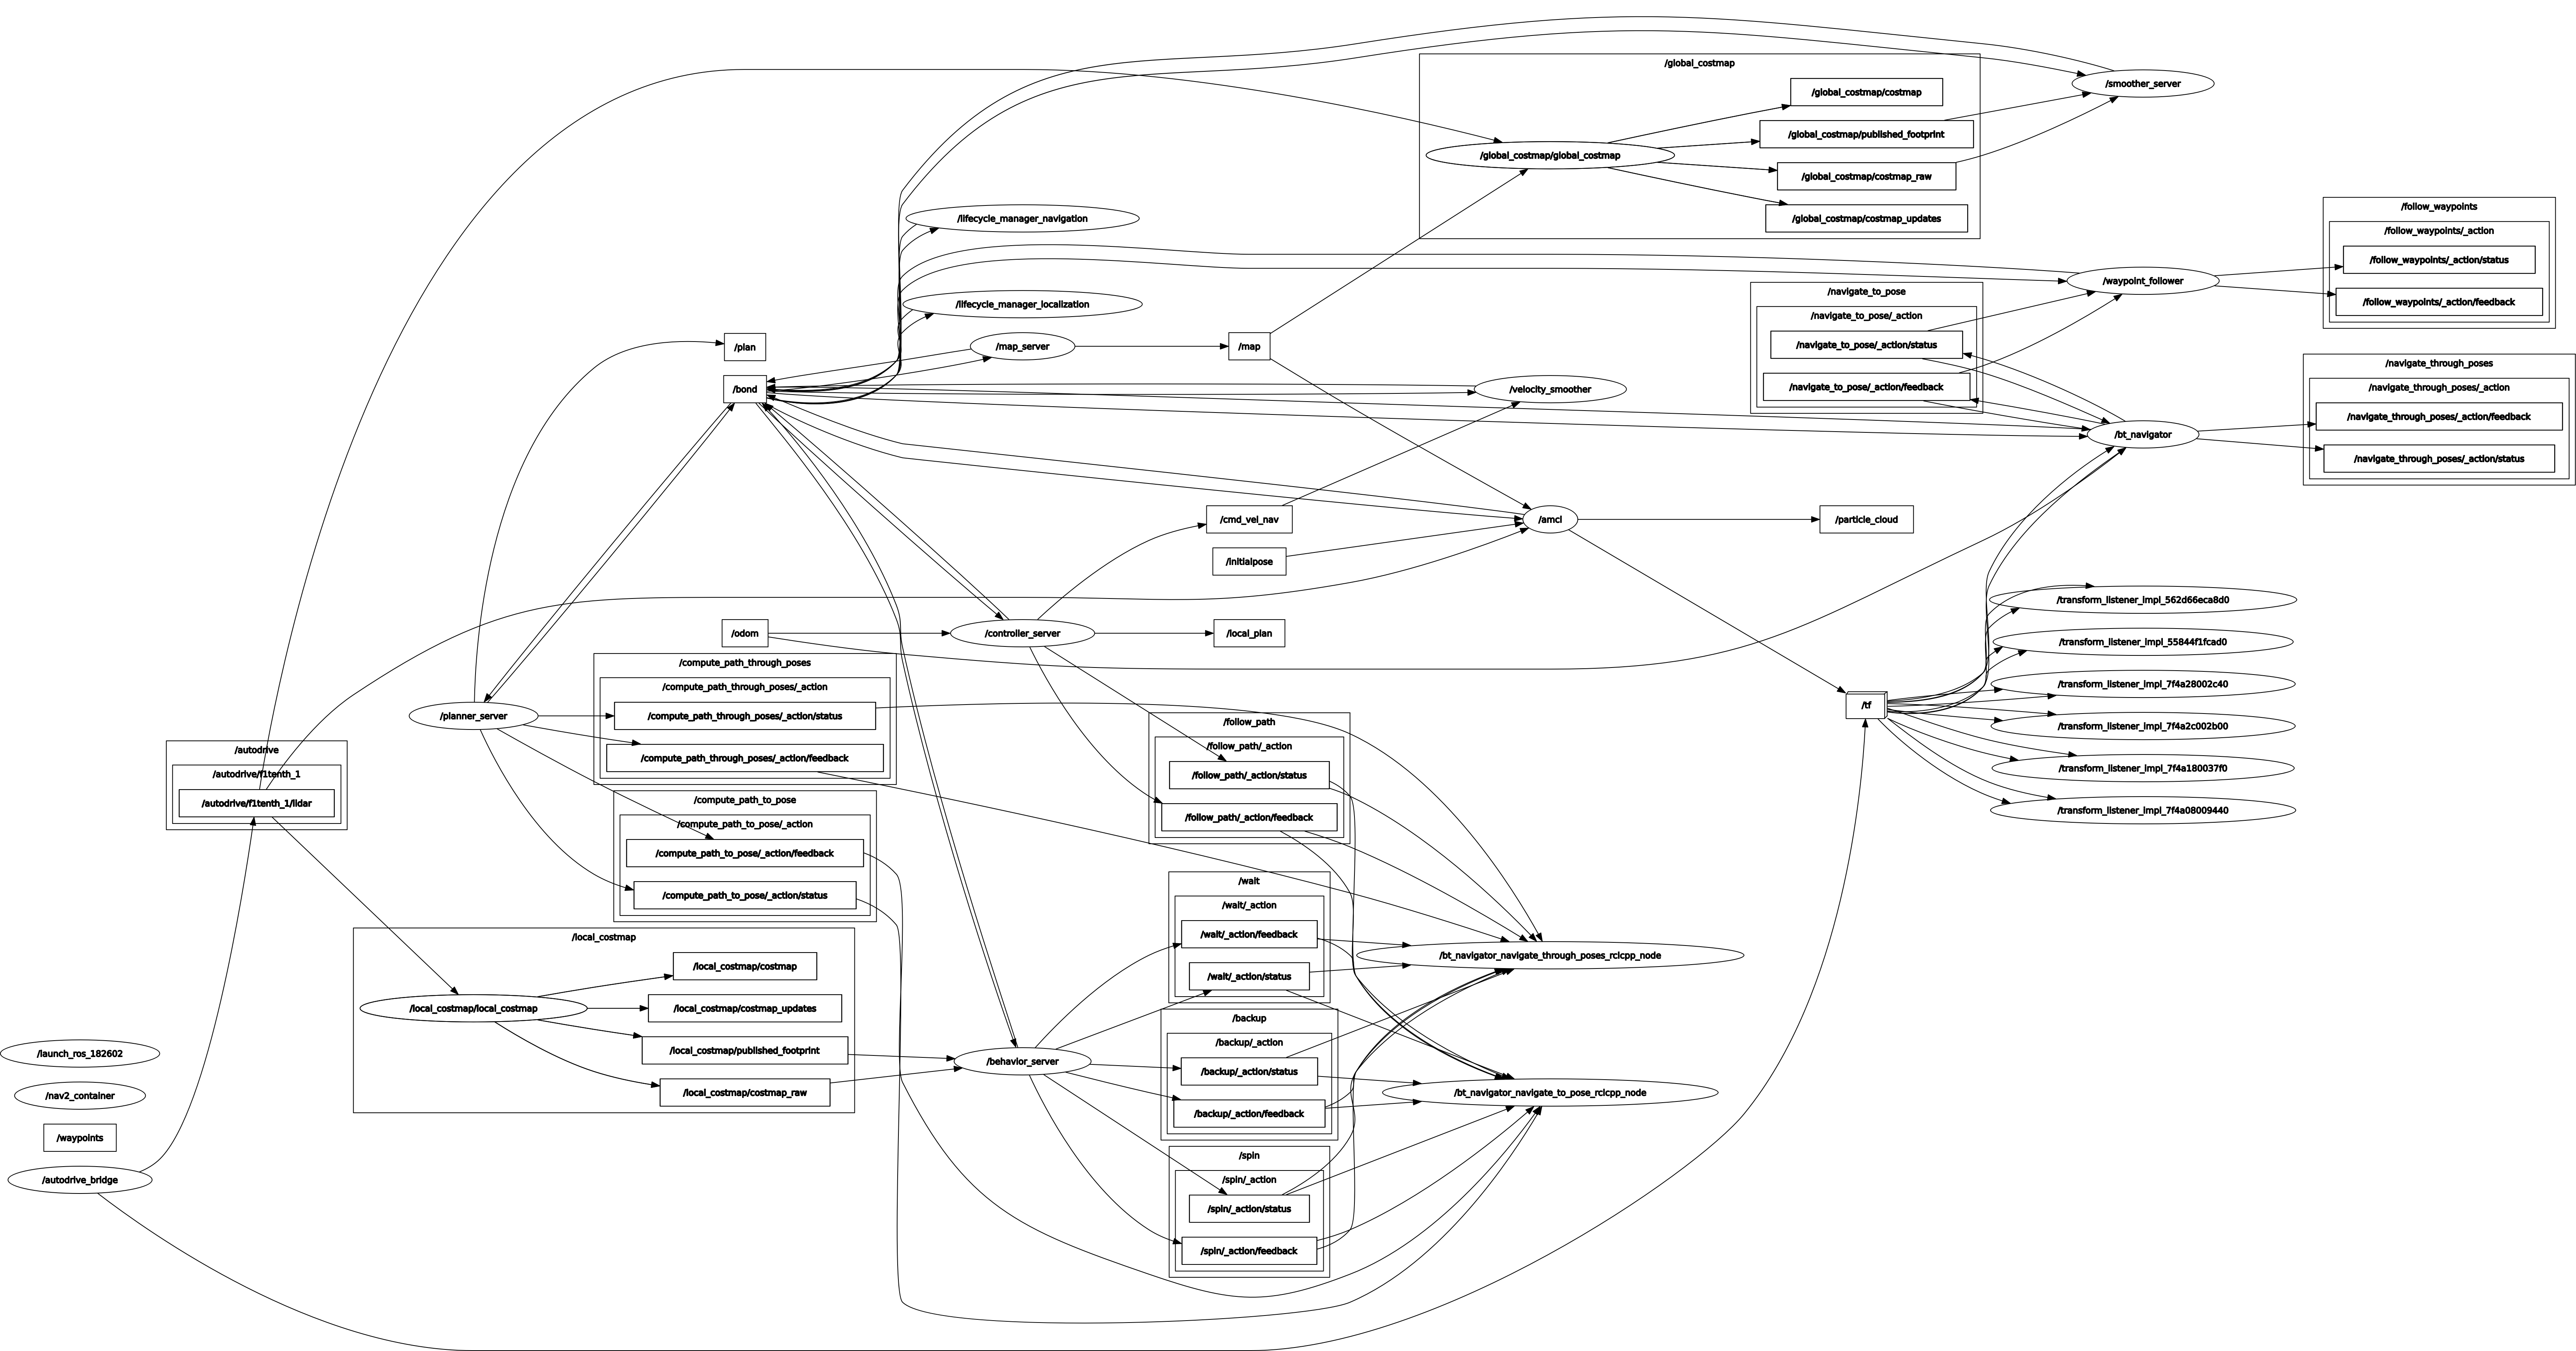 /global_costmap
/global_costmap/costmap
/global_costmap/published_footprint
/global_costmap/global_costmap
/global_costmap/costmap_raw
/global_costmap/costmap_updates
/smoother_server
/lifecycle_manager_navigation
/lifecycle_manager_localization
/map_server
/map
/plan
/bond
/velocity_smoother
/follow_waypoints
/follow_waypoints/_action
/follow_waypoints/_action/status
/follow_waypoints/_action/feedback
/waypoint_follower
/navigate_to_pose
/navigate_to_pose/_action
/navigate_to_pose/_action/status
/navigate_to_pose/_action/feedback
/navigate_through_poses
/navigate_through_poses/_action
/navigate_through_poses/_action/feedback
/navigate_through_poses/_action/status
/bt_navigator
/cmd_vel_nav
/amcl
/particle_cloud
/initialpose
/odom
/controller_server
/local_plan
/transform_listener_impl_562d66eca8d0
/transform_listener_impl_55844f1fcad0
/transform_listener_impl_7f4a28002c40
/transform_listener_impl_7f4a2c002b00
/transform_listener_impl_7f4a180037f0
/transform_listener_impl_7f4a08009440
/tf
/compute_path_through_poses
/compute_path_through_poses/_action
/compute_path_through_poses/_action/status
/compute_path_through_poses/_action/feedback
/planner_server
/autodrive
/autodrive/f1tenth_1
/autodrive/f1tenth_1/lidar
/follow_path
/follow_path/_action
/follow_path/_action/status
/follow_path/_action/feedback
/compute_path_to_pose
/compute_path_to_pose/_action
/compute_path_to_pose/_action/feedback
/compute_path_to_pose/_action/status
/wait
/wait/_action
/wait/_action/feedback
/wait/_action/status
/bt_navigator_navigate_through_poses_rclcpp_node
/local_costmap
/local_costmap/costmap
/local_costmap/local_costmap
/local_costmap/costmap_updates
/local_costmap/published_footprint
/local_costmap/costmap_raw
/behavior_server
/backup
/backup/_action
/backup/_action/status
/backup/_action/feedback
/bt_navigator_navigate_to_pose_rclcpp_node
/launch_ros_182602
/nav2_container
/waypoints
/autodrive_bridge
/spin
/spin/_action
/spin/_action/status
/spin/_action/feedback